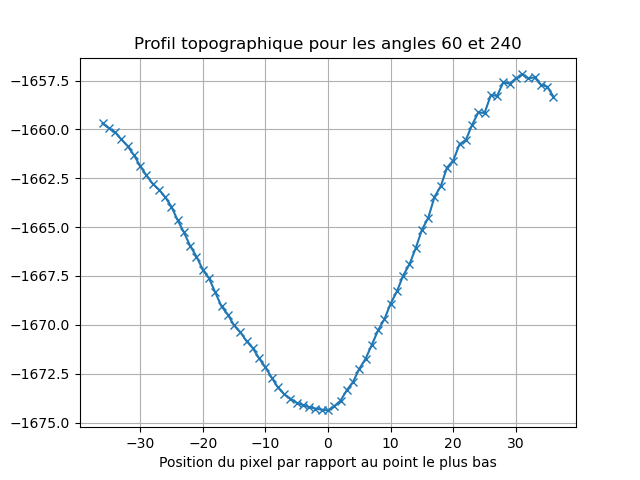 Profil topographique pour les angles 60 et 240
−1657.5
−1660.0
−1662.5
−1665.0
−1667.5
−1670.0
−1672.5
−1675.0
−30 −20 −10 0 10 20 30
Position du pixel par rapport au point le plus bas